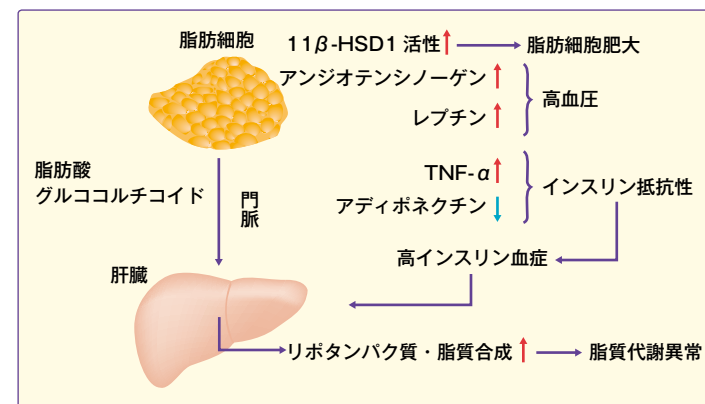 脂肪細胞
11β-HSD1 活性
脂肪細胞肥大
アンジオテンシノーゲン
レプチン
高血圧
TNF-α
アディポネクチン
インスリン抵抗性
脂肪酸
グルココルチコイド
門脈
高インスリン血症
肝臓
リポタンパク質・脂質合成
脂質代謝異常